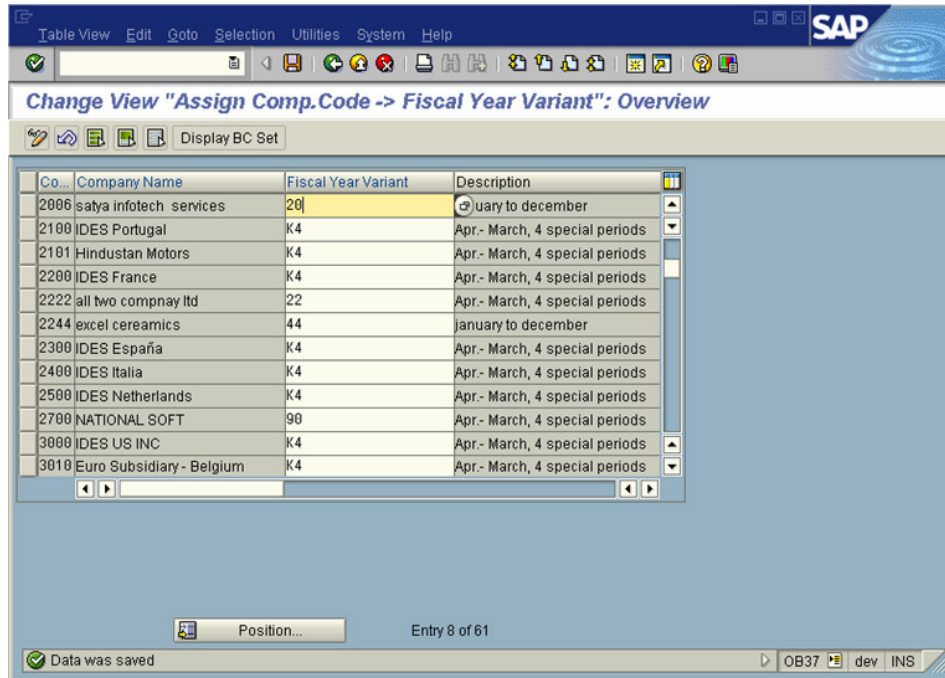 Table View Edit Goto Selection Utilities System Help
SAP
Change View "Assign Comp.Code -> Fiscal Year Variant": Overview
Display BC Set
Co... Company Name Fiscal Year Variant Description
2006 satya infotech services 20 uary to december
2100 IDES Portugal K4 Apr.- March, 4 special periods
2101 Hindustan Motors K4 Apr.- March, 4 special periods
2200 IDES France K4 Apr.- March, 4 special periods
2222 all two compnay ltd 22 Apr.- March, 4 special periods
2244 excel cereamics 44 january to december
2300 IDES España K4 Apr.- March, 4 special periods
2400 IDES Italia K4 Apr.- March, 4 special periods
2500 IDES Netherlands K4 Apr.- March, 4 special periods
2700 NATIONAL SOFT 90 Apr.- March, 4 special periods
3000 IDES US INC K4 Apr.- March, 4 special periods
3010 Euro Subsidiary - Belgium K4 Apr.- March, 4 special periods
Position... Entry 8 of 61
Data was saved OB37 dev INS